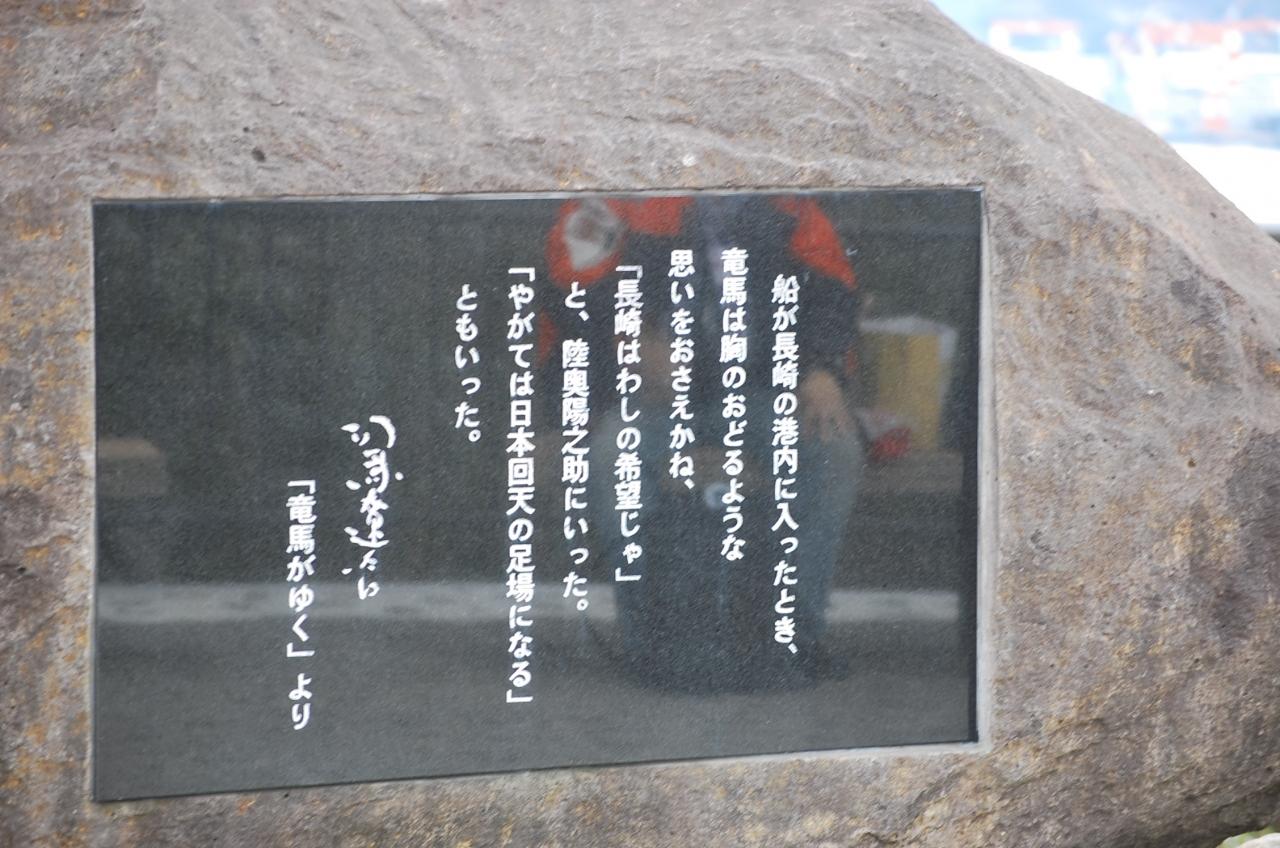 船が長崎の港内に入ったとき、
竜馬は胸のおどるような
思いをおさえかね、
「長崎はわしの希望じゃ」
と、陸奥陽之助にいった。
「やがては日本回天の足場になる」
ともいった。
司馬遼太郎
「竜馬がゆく」より